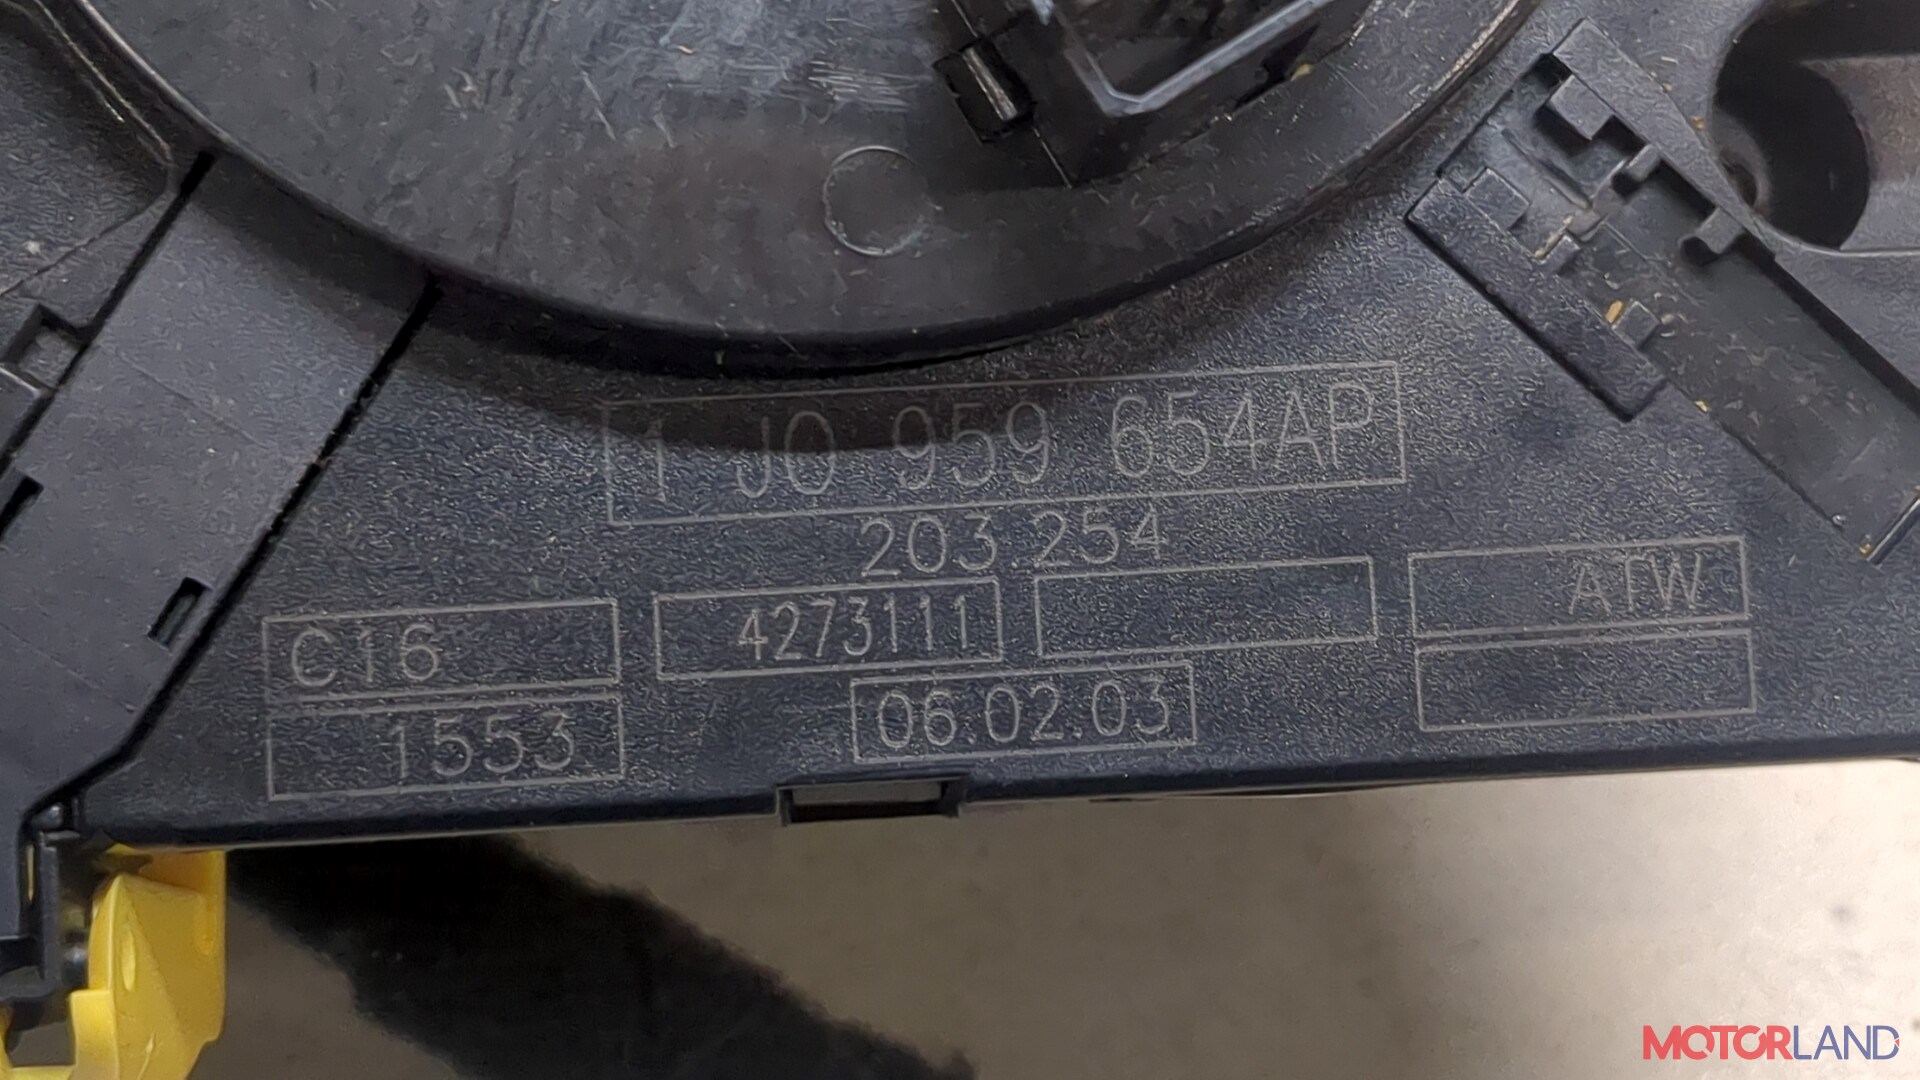 1 J0 959 654AP
203.254
C16 4273111 ATW
1553 06.02.03
MOTORLAND